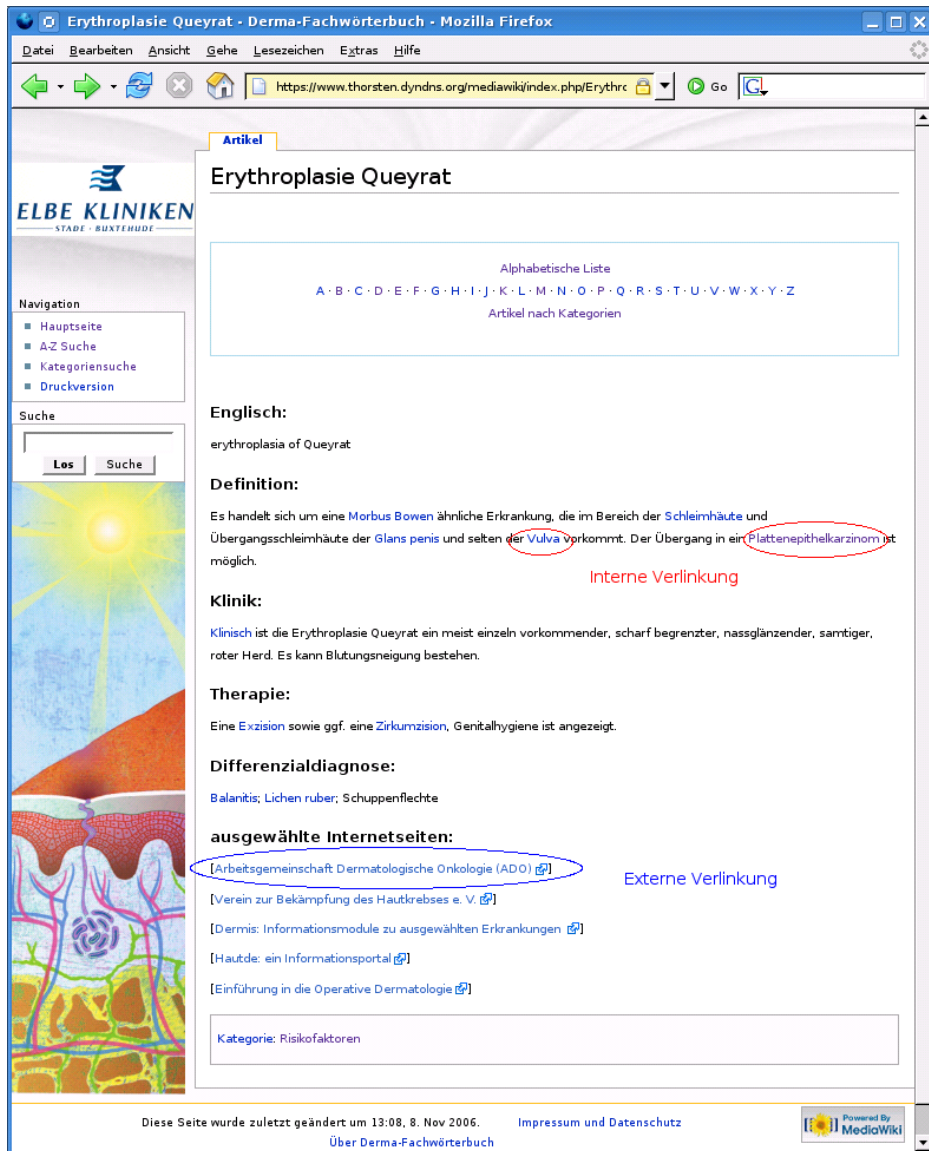 Erythroplasie Queyrat - Derma-Fachwörterbuch - Mozilla Firefox
Datei Bearbeiten Ansicht Gehe Lesezeichen Extras Hilfe
https://www.thorsten.dyndns.org/mediawiki/index.php/Erythrc Go G
Artikel
Erythroplasie Queyrat
ELBE KLINIKEN
STADE · BUXTEHUDE
Alphabetische Liste
A · B · C · D · E · F · G · H · I · J · K · L · M · N · O · P · Q · R · S · T · U · V · W · X · Y · Z
Artikel nach Kategorien
Navigation
Hauptseite
A-Z Suche
Kategoriensuche
Druckversion
Suche
Los Suche
Englisch:
erythroplasia of Queyrat
Definition:
Es handelt sich um eine Morbus Bowen ähnliche Erkrankung, die im Bereich der Schleimhäute und
Übergangsschleimhäute der Glans penis und selten der Vulva vorkommt. Der Übergang in ein Plattenepithelkarzinom ist
möglich.
Interne Verlinkung
Klinik:
Klinisch ist die Erythroplasie Queyrat ein meist einzeln vorkommender, scharf begrenzter, nassglänzender, samtiger,
roter Herd. Es kann Blutungsneigung bestehen.
Therapie:
Eine Exzision sowie ggf. eine Zirkumzision, Genitalhygiene ist angezeigt.
Differenzialdiagnose:
Balanitis; Lichen ruber; Schuppenflechte
ausgewählte Internetseiten:
[Arbeitsgemeinschaft Dermatologische Onkologie (ADO)]
Externe Verlinkung
[Verein zur Bekämpfung des Hautkrebses e. V.]
[Dermis: Informationsmodule zu ausgewählten Erkrankungen ]
[Hautde: ein Informationsportal]
[Einführung in die Operative Dermatologie]
Kategorie: Risikofaktoren
Diese Seite wurde zuletzt geändert um 13:08, 8. Nov 2006. Impressum und Datenschutz
Über Derma-Fachwörterbuch
Powered By
MediaWiki